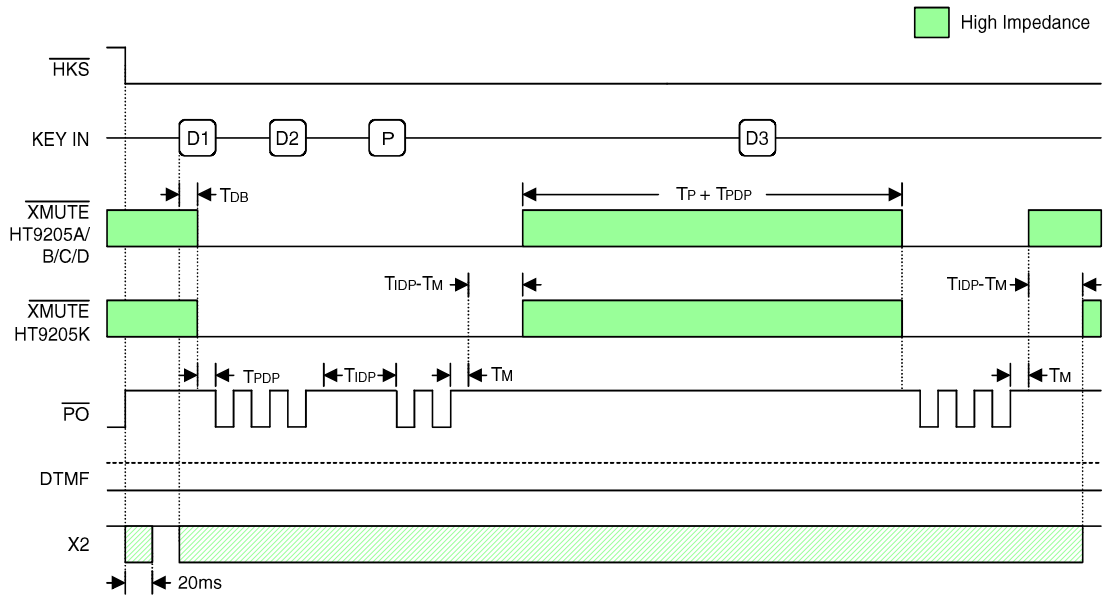 High Impedance
HKS
KEY IN
D1
D2
P
D3
TDB
TP + TPDP
XMUTE
HT9205A/
B/C/D
TIDP-TM
TIDP-TM
XMUTE
HT9205K
TPDP
TIDP
TM
TM
PO
DTMF
X2
20ms